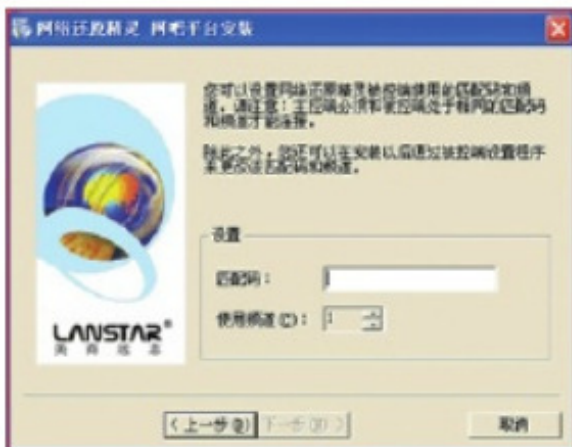 网络还原精灵 网吧平台安装
您可以设置网络还原精灵被控端使用的匹配码和频
道。请注意：主控端必须和被控端处于相同的匹配码
和频道才能连接。
除此之外，您还可以在安装以后通过被控端设置程序
来更改该匹配码和频道。
设置
匹配码：
使用频道(C)： 1
LANSTAR®
美商远志
<上一步(B) 下一步(N)>
取消